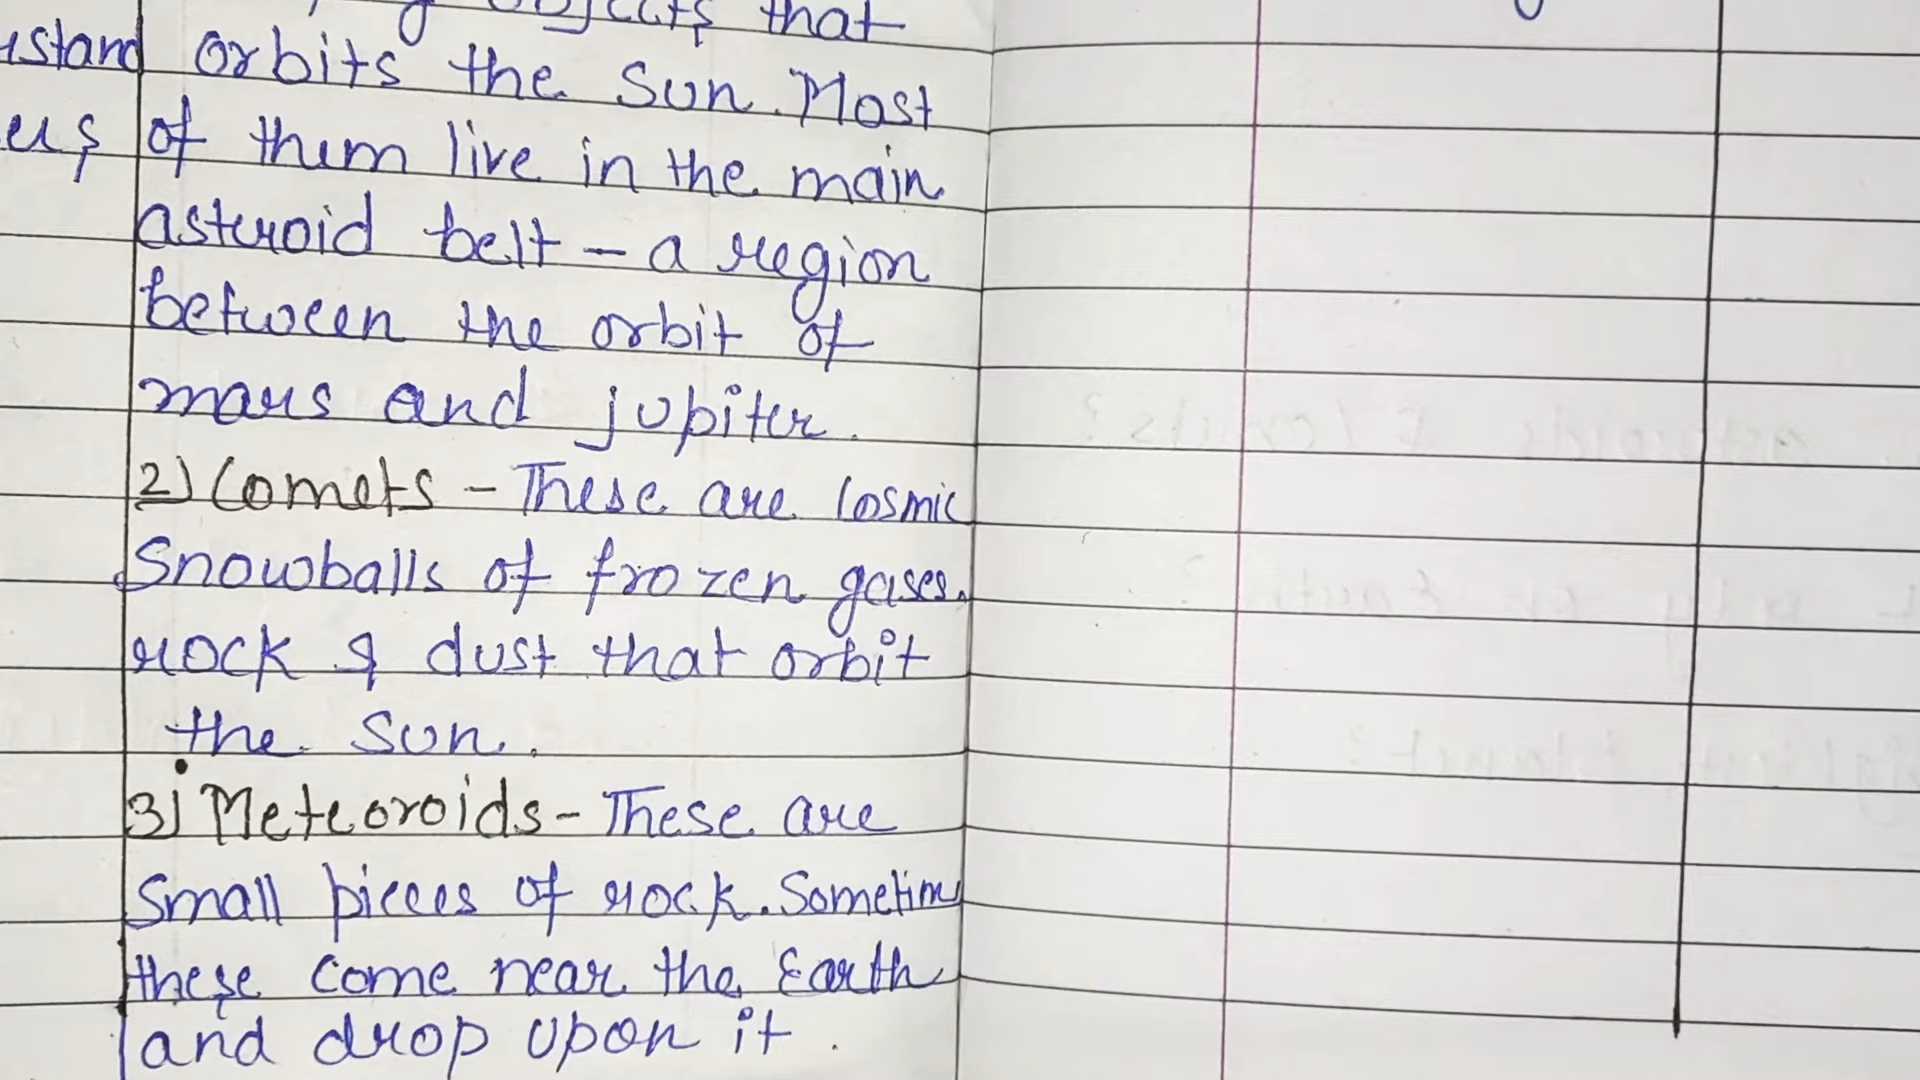 objects that
orbits the Sun. Most
of them live in the main
asteroid belt - a region
between the orbit of
mars and jupiter.
2) Comets - These are Cosmic
Snowballs of frozen gases,
rock & dust that orbit
the Sun.
3) Meteoroids - These are
Small pieces of rock. Sometim
these come near the Earth
and drop upon it.